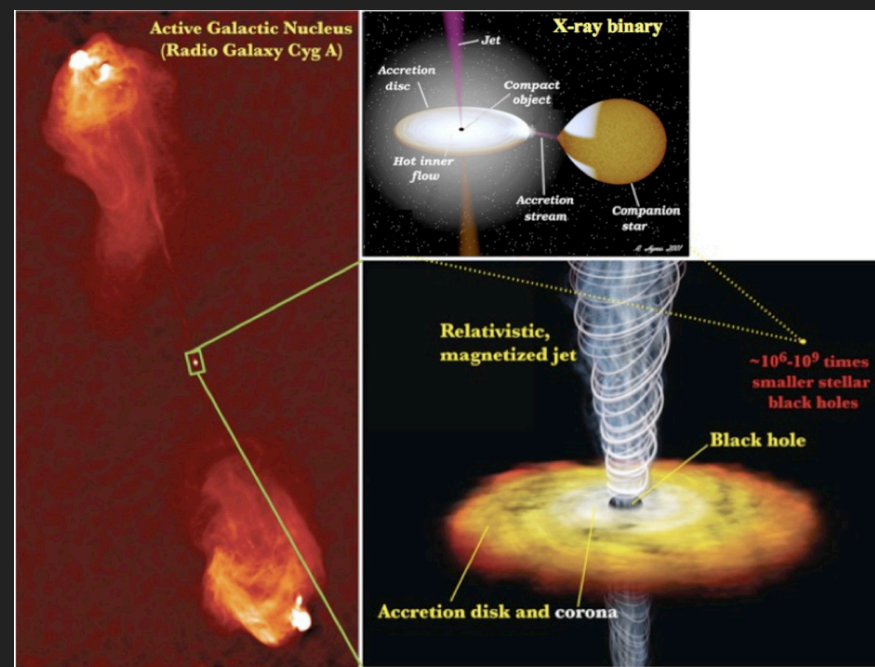 Active Galactic Nucleus
(Radio Galaxy Cyg A)
X-ray binary
Jet
Accretion
disc
Compact
object
Hot inner
flow
Accretion
stream
Companion
star
2001
Relativistic,
magnetized jet
~10⁶-10⁹ times
smaller stellar
black holes
Black hole
Accretion disk and corona